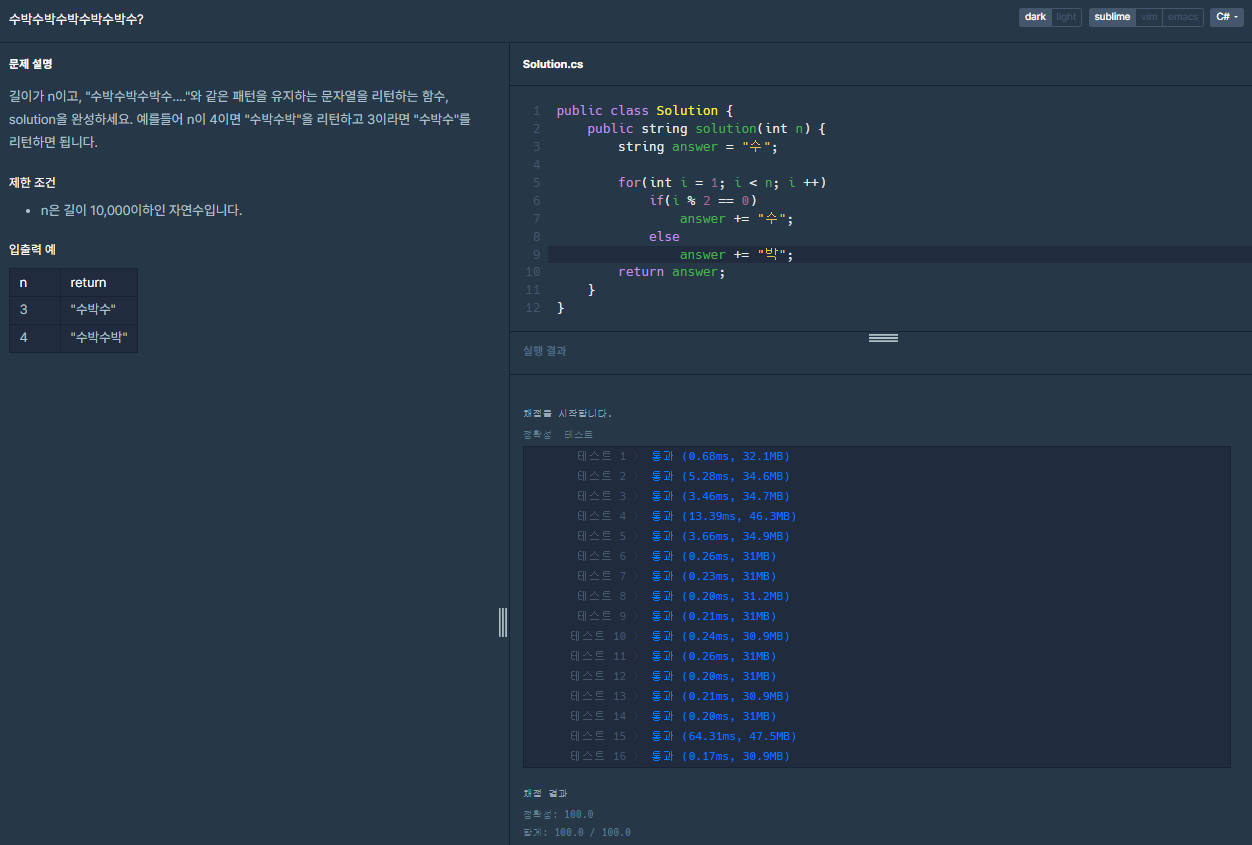 수박수박수박수박수박수?
dark light sublime vim emacs C#
문제 설명
길이가 n이고, "수박수박수박수...."와 같은 패턴을 유지하는 문자열을 리턴하는 함수,
solution을 완성하세요. 예를들어 n이 4이면 "수박수박"을 리턴하고 3이라면 "수박수"를
리턴하면 됩니다.
제한 조건
• n은 길이 10,000이하인 자연수입니다.
입출력 예
n return
3 "수박수"
4 "수박수박"
Solution.cs
1 public class Solution {
2 public string solution(int n) {
3 string answer = "수";
4
5 for(int i = 1; i < n; i ++)
6 if(i % 2 == 0)
7 answer += "수";
8 else
9 answer += "박";
10 return answer;
11 }
12 }
실행 결과
채점을 시작합니다.
정확성 테스트
테스트 1 〉 통과 (0.68ms, 32.1MB)
테스트 2 〉 통과 (5.28ms, 34.6MB)
테스트 3 〉 통과 (3.46ms, 34.7MB)
테스트 4 〉 통과 (13.39ms, 46.3MB)
테스트 5 〉 통과 (3.66ms, 34.9MB)
테스트 6 〉 통과 (0.26ms, 31MB)
테스트 7 〉 통과 (0.23ms, 31MB)
테스트 8 〉 통과 (0.20ms, 31.2MB)
테스트 9 〉 통과 (0.21ms, 31MB)
테스트 10 〉 통과 (0.24ms, 30.9MB)
테스트 11 〉 통과 (0.26ms, 31MB)
테스트 12 〉 통과 (0.20ms, 31MB)
테스트 13 〉 통과 (0.21ms, 30.9MB)
테스트 14 〉 통과 (0.20ms, 31MB)
테스트 15 〉 통과 (64.31ms, 47.5MB)
테스트 16 〉 통과 (0.17ms, 30.9MB)
채점 결과
정확성: 100.0
합계: 100.0 / 100.0